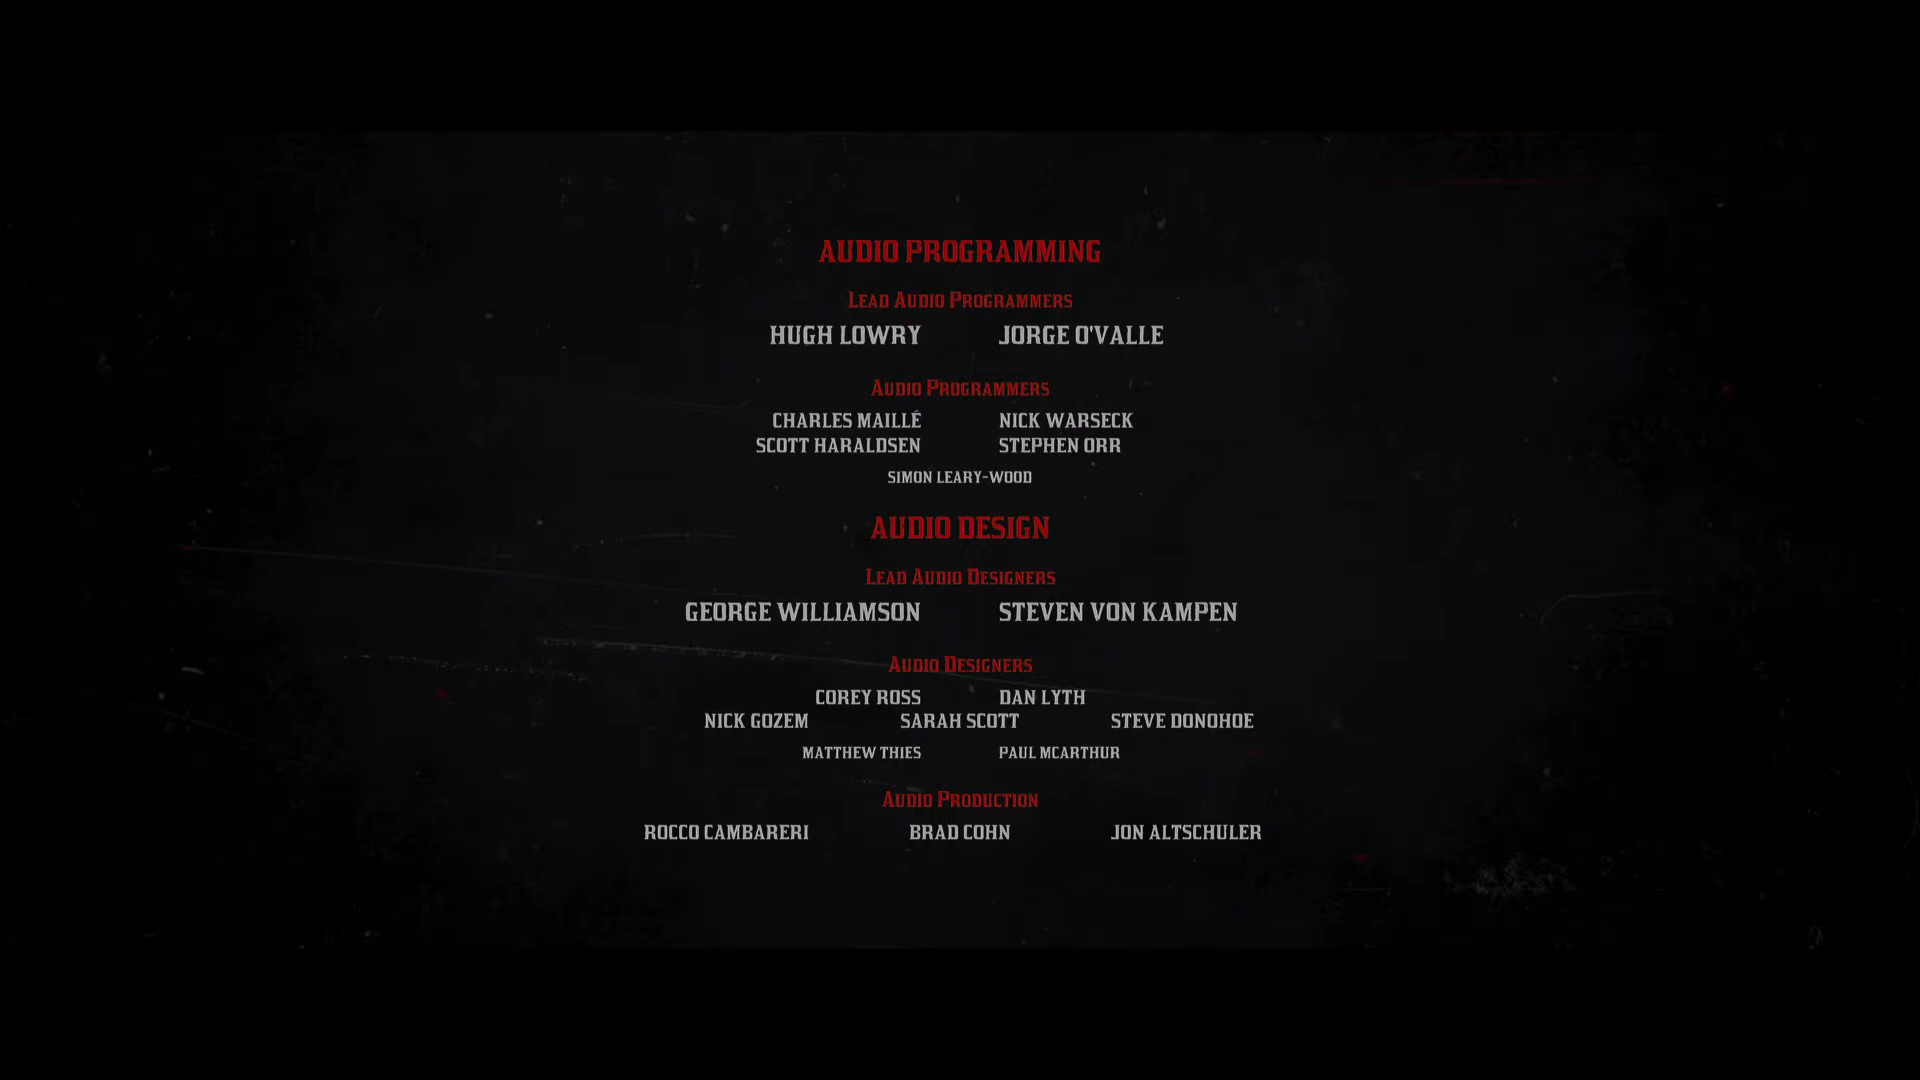 AUDIO PROGRAMMING
LEAD AUDIO PROGRAMMERS
HUGH LOWRY JORGE O'VALLE
AUDIO PROGRAMMERS
CHARLES MAILLÉ NICK WARSECK
SCOTT HARALDSEN STEPHEN ORR
SIMON LEARY-WOOD
AUDIO DESIGN
LEAD AUDIO DESIGNERS
GEORGE WILLIAMSON STEVEN VON KAMPEN
AUDIO DESIGNERS
COREY ROSS DAN LYTH
NICK GOZEM SARAH SCOTT STEVE DONOHOE
MATTHEW THIES PAUL MCARTHUR
AUDIO PRODUCTION
ROCCO CAMBARERI BRAD COHN JON ALTSCHULER